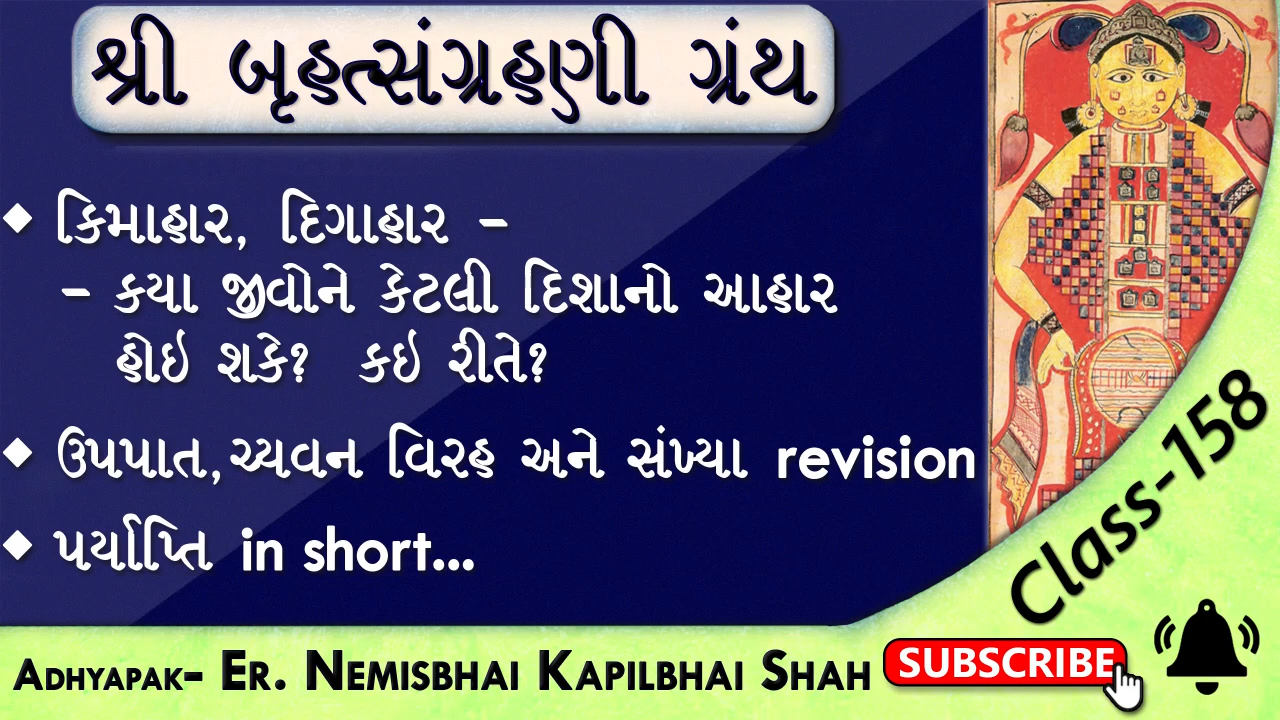 શ્રી બૃહત્સંગ્રહણી ગ્રંથ
◆ કિમાહાર, દિગાહાર –
– કયા જીવોને કેટલી દિશાનો આહાર
હોઇ શકે? કઇ રીતે?
◆ ઉપપાત,ચ્યવન વિરહ અને સંખ્યા revision
◆ પર્યાપ્તિ in short...
Class-158
Adhyapak- Er. Nemisbhai Kapilbhai Shah
SUBSCRIBE